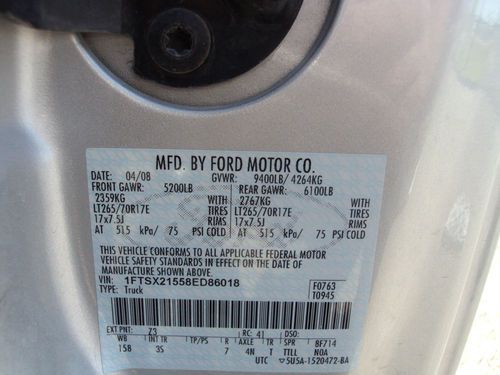 MFD. BY FORD MOTOR CO.
DATE: 04/08 GVWR: 9400LB/ 4264KG
FRONT GAWR: 5200LB REAR GAWR: 6100LB
2359KG WITH 2767KG WITH
LT265/70R17E TIRES LT265/70R17E TIRES
17x7.5J RIMS 17x7.5J RIMS
AT 515 kPa/ 75 PSI COLD AT 515 kPa/ 75 PSI COLD
THIS VEHICLE CONFORMS TO ALL APPLICABLE FEDERAL MOTOR
VEHICLE SAFETY STANDARDS IN EFFECT ON THE DATE OF
MANUFACTURE SHOWN ABOVE.
VIN: 1FTSX21558ED86018 F0763
TYPE: Truck T0945
EXT PNT: Z3 RC: 41 DSO:
WB INT TR TP/PS R AXLE TR SPR BF714
158 3S 7 4N T TTLL NOA
UTC 5U5A-1520472-BA